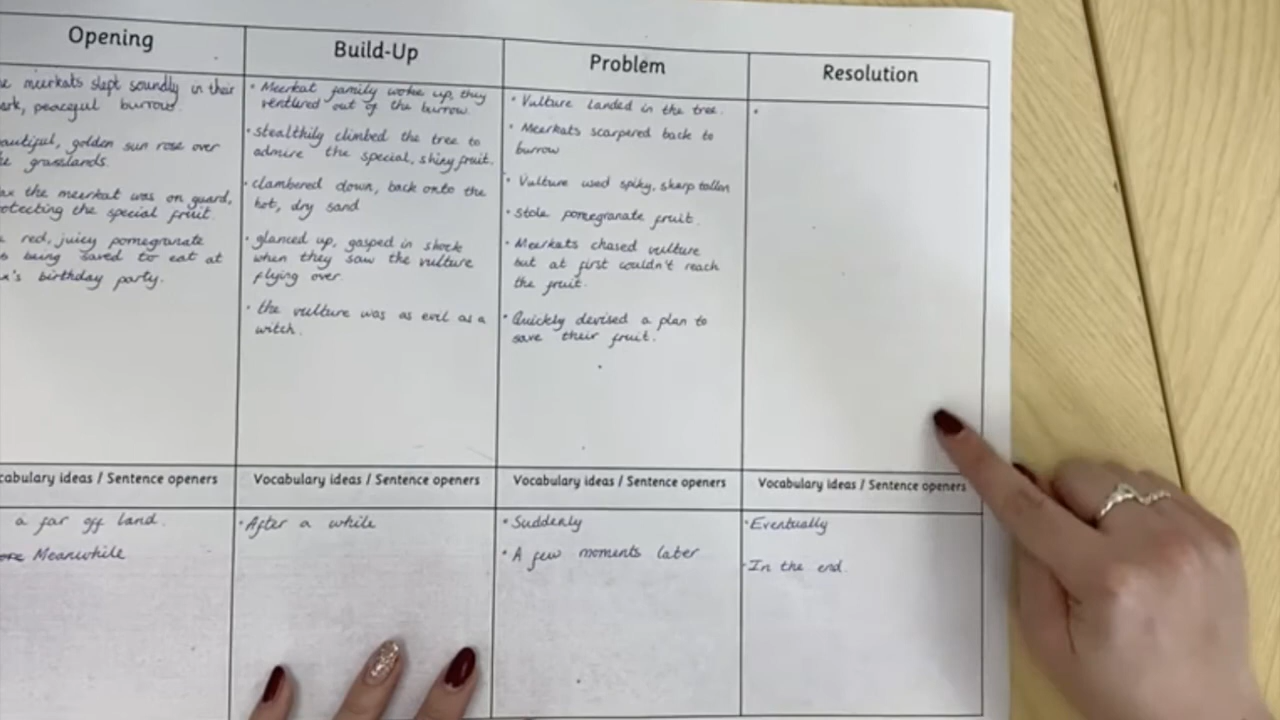 Opening
meerkats slept soundly in their
peaceful burrow.
golden sun rose over
grasslands.
the meerkat was on guard,
the special fruit.
red, juicy pomegranate
being saved to eat at
birthday party.
Build-Up
• Meerkat family woke up, they
ventured out of the burrow.
• stealthily climbed the tree to
admire the special, shiny fruit.
• clambered down, back onto the
hot, dry sand
• glanced up, gasped in shock
when they saw the vulture
flying over.
• the vulture was as evil as a
witch.
Problem
• Vulture landed in the tree.
• Meerkats scarpered back to
burrow
• Vulture used spiky, sharp tallon
• stole pomegranate fruit.
• Meerkats chased vulture
but at first couldn't reach
the fruit.
• Quickly devised a plan to
save their fruit.
Resolution
•
Vocabulary ideas / Sentence openers
a far off land.
Meanwhile
Vocabulary ideas / Sentence openers
• After a while
Vocabulary ideas / Sentence openers
• Suddenly
• A few moments later
Vocabulary ideas / Sentence openers
• Eventually
• In the end.